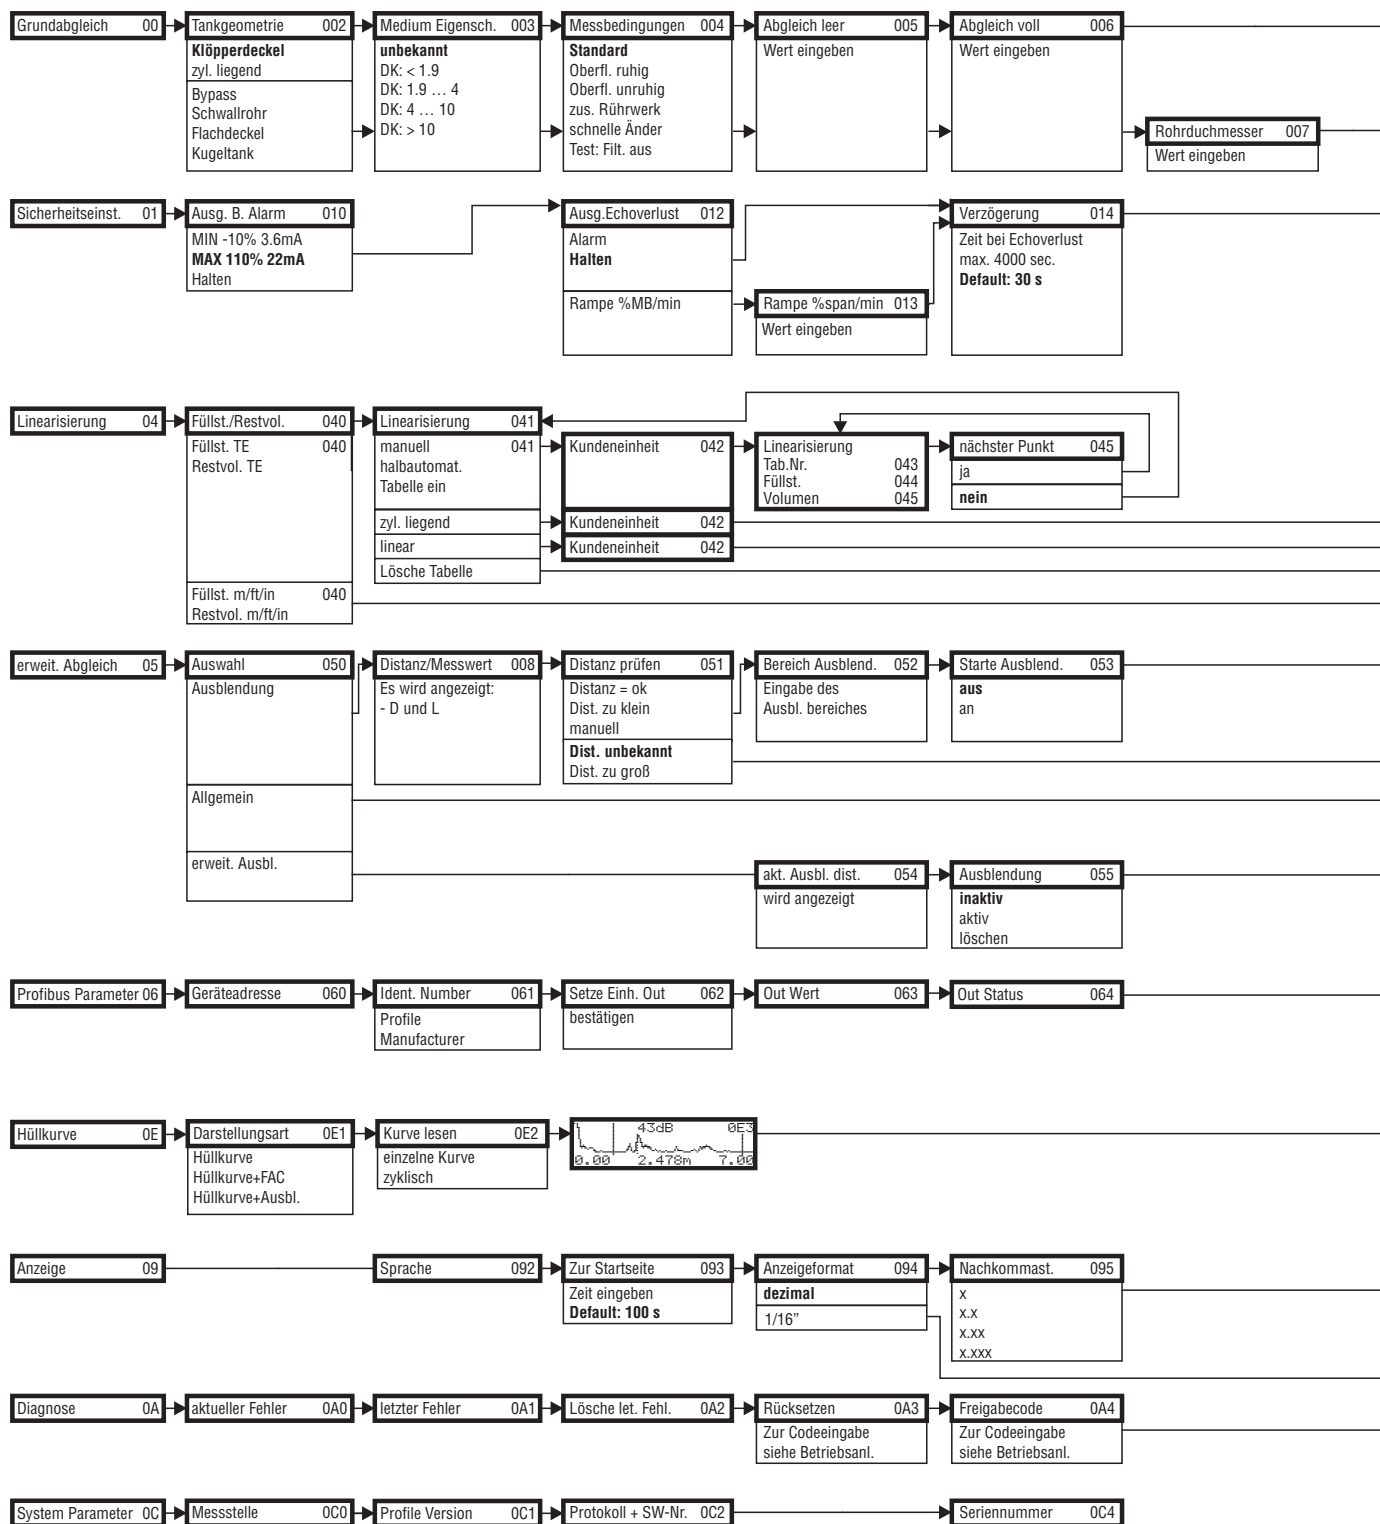 Grundabgleich 00
Tankgeometrie 002
Klöpperdeckel
zyl. liegend
Bypass
Schwallrohr
Flachdeckel
Kugeltank
Medium Eigensch. 003
unbekannt
DK: < 1.9
DK: 1.9 … 4
DK: 4 … 10
DK: > 10
Messbedingungen 004
Standard
Oberfl. ruhig
Oberfl. unruhig
zus. Rührwerk
schnelle Änder
Test: Filt. aus
Abgleich leer 005
Wert eingeben
Abgleich voll 006
Wert eingeben
Rohrduchmesser 007
Wert eingeben
Sicherheitseinst. 01
Ausg. B. Alarm 010
MIN -10% 3.6mA
MAX 110% 22mA
Halten
Ausg.Echoverlust 012
Alarm
Halten
Rampe %MB/min
Rampe %span/min 013
Wert eingeben
Verzögerung 014
Zeit bei Echoverlust
max. 4000 sec.
Default: 30 s
Linearisierung 04
Füllst./Restvol. 040
Füllst. TE 040
Restvol. TE
Füllst. m/ft/in 040
Restvol. m/ft/in
Linearisierung 041
manuell 041
halbautomat.
Tabelle ein
zyl. liegend
linear
Lösche Tabelle
Kundeneinheit 042
Kundeneinheit 042
Kundeneinheit 042
Linearisierung
Tab.Nr. 043
Füllst. 044
Volumen 045
nächster Punkt 045
ja
nein
erweit. Abgleich 05
Auswahl 050
Ausblendung
Allgemein
erweit. Ausbl.
Distanz/Messwert 008
Es wird angezeigt:
- D und L
Distanz prüfen 051
Distanz = ok
Dist. zu klein
manuell
Dist. unbekannt
Dist. zu groß
Bereich Ausblend. 052
Eingabe des
Ausbl. bereiches
Starte Ausblend. 053
aus
an
akt. Ausbl. dist. 054
wird angezeigt
Ausblendung 055
inaktiv
aktiv
löschen
Profibus Parameter 06
Geräteadresse 060
Ident. Number 061
Profile
Manufacturer
Setze Einh. Out 062
bestätigen
Out Wert 063
Out Status 064
Hüllkurve 0E
Darstellungsart 0E1
Hüllkurve
Hüllkurve+FAC
Hüllkurve+Ausbl.
Kurve lesen 0E2
einzelne Kurve
zyklisch
43dB 0E3
0.00 2.478m 7.00
Anzeige 09
Sprache 092
Zur Startseite 093
Zeit eingeben
Default: 100 s
Anzeigeformat 094
dezimal
1/16”
Nachkommast. 095
x
x.x
x.xx
x.xxx
Diagnose 0A
aktueller Fehler 0A0
letzter Fehler 0A1
Lösche let. Fehl. 0A2
Rücksetzen 0A3
Zur Codeeingabe
siehe Betriebsanl.
Freigabecode 0A4
Zur Codeeingabe
siehe Betriebsanl.
System Parameter 0C
Messstelle 0C0
Profile Version 0C1
Protokoll + SW-Nr. 0C2
Seriennummer 0C4